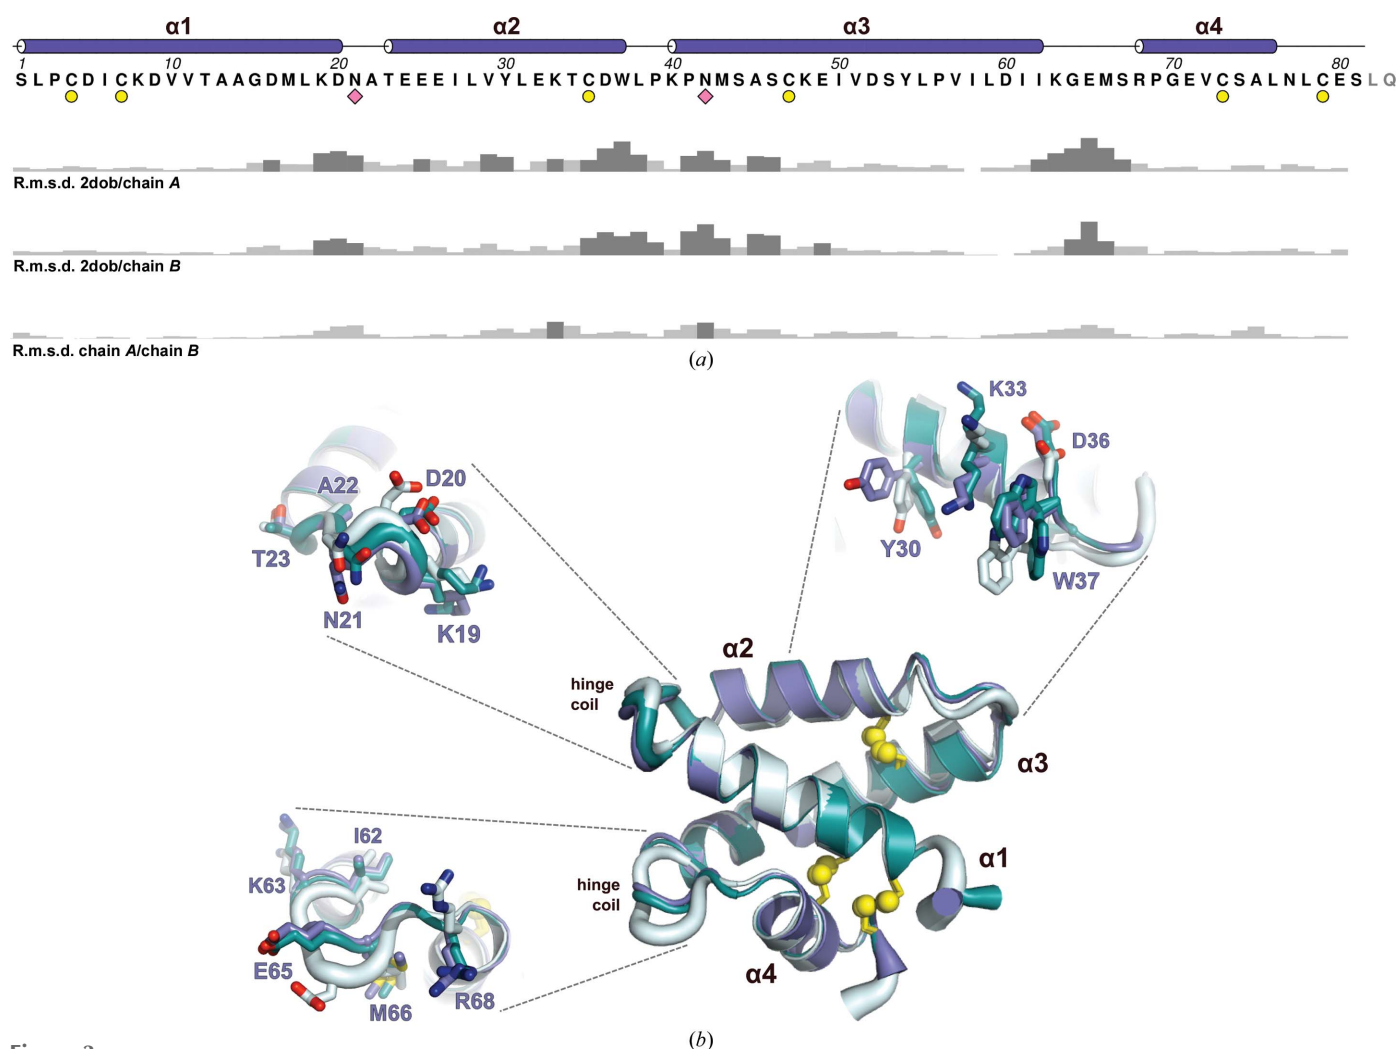 α1 α2 α3 α4
1 10 20 30 40 50 60 70 80
SLPCDICKDVVTAAGDMLKDNATEEEILVYLEKTCDWLPKPNMSASCKEIVDSYLPVILDIIKGEMSRPGEVCSALNLCESLQ
R.m.s.d. 2dob/chain A
R.m.s.d. 2dob/chain B
R.m.s.d. chain A/chain B
(a)
K33
D36
Y30
W37
A22
D20
T23
N21
K19
α2
hinge
coil
α3
I62
K63
E65
M66
R68
hinge
coil
α1
α4
(b)